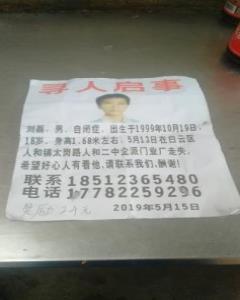 寻人启事
刘磊，男，自闭症，出生于1999年10月19日，
18岁，身高1.68米左右，5月13日在白云区
人和镇太岗路人和二中金派门业广走失，
希望好心人有看他，请联系我们，酬谢！
联系 18512365480
电话 17782259296
2019年5月15日